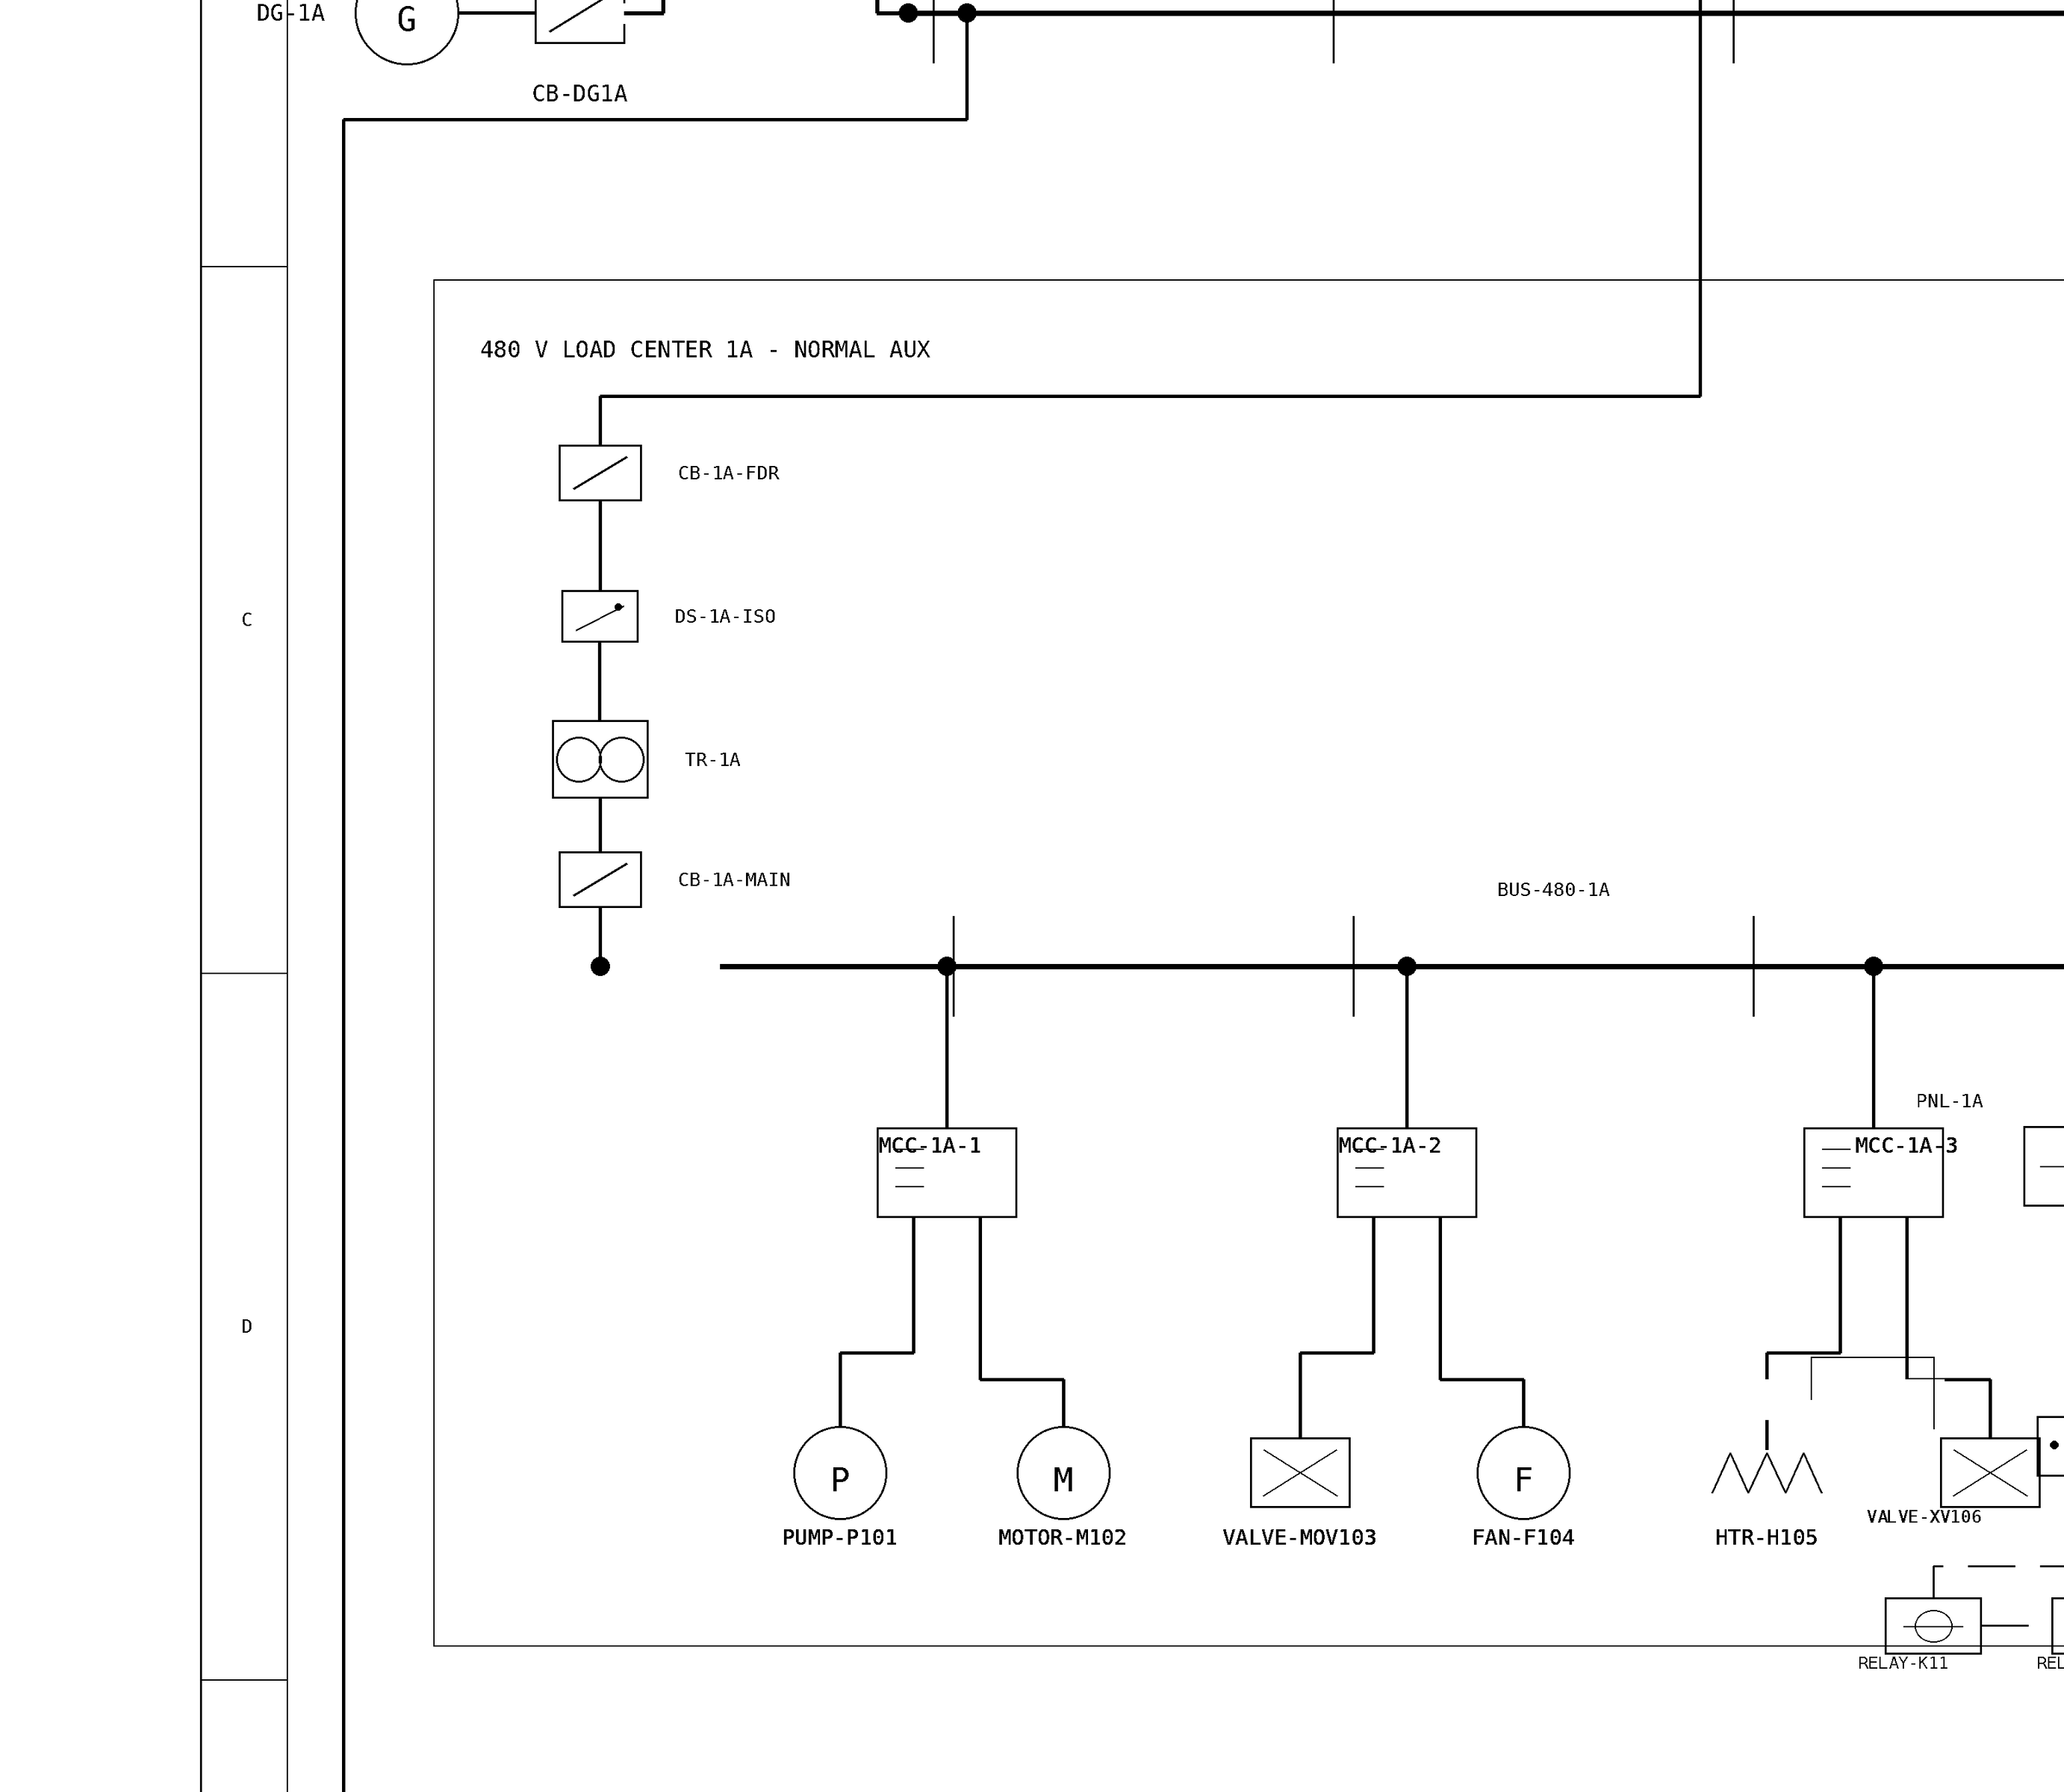 DG-1A
G
CB-DG1A
480 V LOAD CENTER 1A - NORMAL AUX
CB-1A-FDR
C
DS-1A-ISO
TR-1A
CB-1A-MAIN
BUS-480-1A
PNL-1A
MCC-1A-1
MCC-1A-2
MCC-1A-3
D
P
M
F
VALVE-XV106
PUMP-P101
MOTOR-M102
VALVE-MOV103
FAN-F104
HTR-H105
RELAY-K11
REL